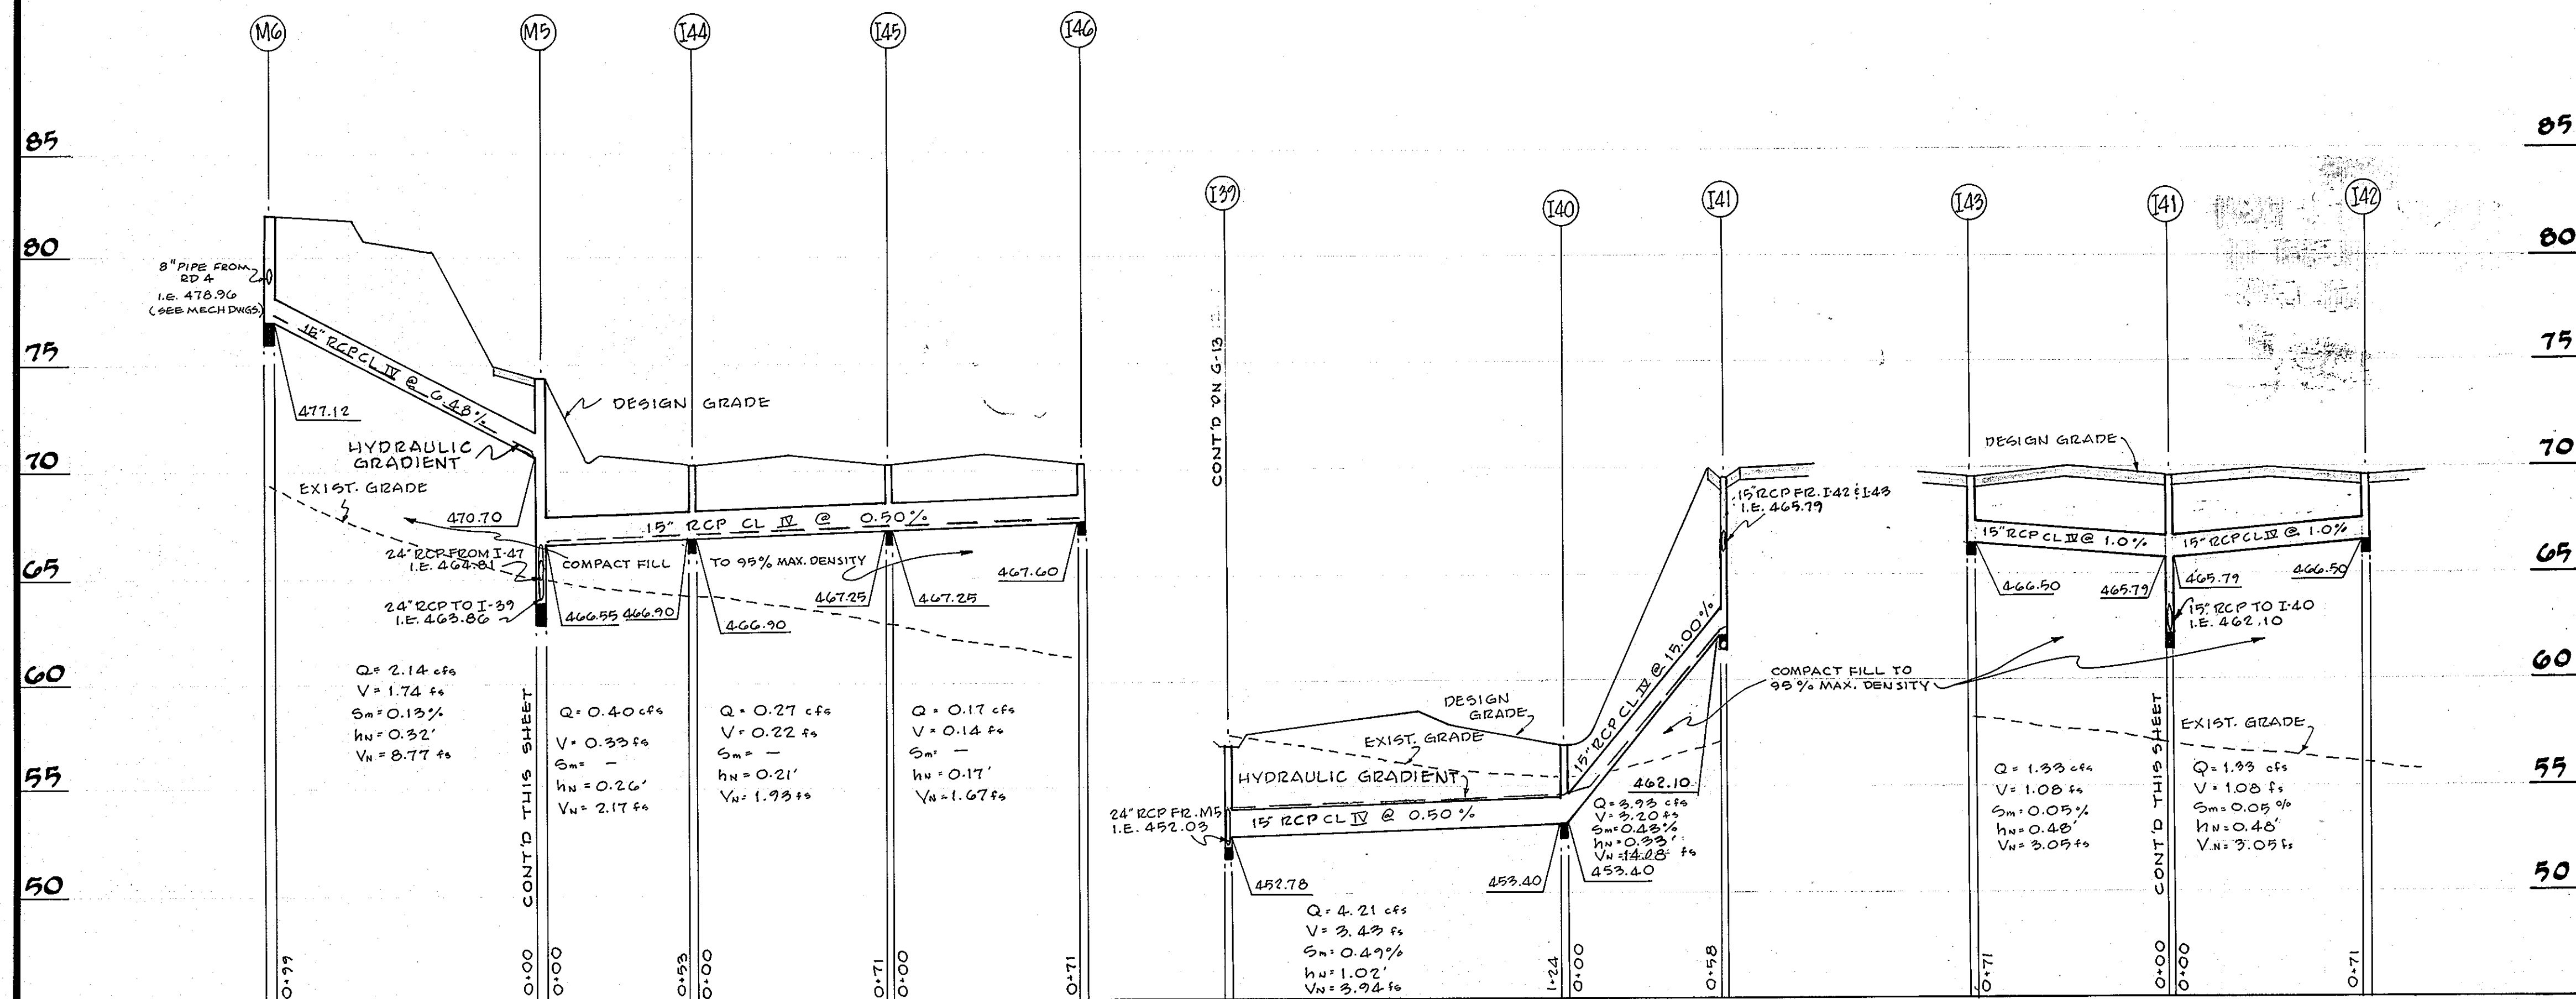 M6
M5
I44
I45
I46
I39
I40
I41
I43
I41
I42
85
80
75
70
65
60
55
50
8" PIPE FROM
RD 4
I.E. 478.96
(SEE MECH DWGS.)
15" RCP CL IV @ 6.48%
477.12
HYDRAULIC
GRADIENT
EXIST. GRADE
DESIGN GRADE
470.70
15" RCP CL IV @ 0.50%
24" RCP FROM I-47
I.E. 464.81
COMPACT FILL TO 95% MAX. DENSITY
24" RCP TO I-39
I.E. 463.86
466.55
466.90
466.90
467.25
467.25
467.60
Q= 2.14 cfs
V= 1.74 fs
Sm= 0.13%
hN= 0.32'
VN= 8.77 fs
CONT'D THIS SHEET
Q= 0.40 cfs
V= 0.33 fs
Sm= —
hN= 0.26'
VN= 2.17 fs
Q= 0.27 cfs
V= 0.22 fs
Sm= —
hN= 0.21'
VN= 1.93 fs
Q= 0.17 cfs
V= 0.14 fs
Sm= —
hN= 0.17'
VN= 1.67 fs
0+99
0+00
0+00
0+53
0+00
0+71
0+00
0+71
CONT'D ON G-13
15" RCP FR. I-42 & I-43
I.E. 465.79
15" RCP CL IV @ 15.00%
DESIGN
GRADE
EXIST. GRADE
HYDRAULIC GRADIENT
15" RCP CL IV @ 0.50%
24" RCP FR. M5
I.E. 452.03
452.78
453.40
462.10
Q= 3.93 cfs
V= 3.20 fs
Sm= 0.43%
hN= 0.33'
VN= 14.08 fs
453.40
Q= 4.21 cfs
V= 3.43 fs
Sm= 0.49%
hN= 1.02'
VN= 3.94 fs
1+24
0+00
0+58
COMPACT FILL TO
95% MAX. DENSITY
DESIGN GRADE
15" RCP CL IV @ 1.0%
15" RCP CL IV @ 1.0%
466.50
465.79
465.79
466.50
15" RCP TO I-40
I.E. 462.10
EXIST. GRADE
CONT'D THIS SHEET
Q= 1.33 cfs
V= 1.08 fs
Sm= 0.05%
hN= 0.48'
VN= 3.05 fs
Q= 1.33 cfs
V= 1.08 fs
Sm= 0.05%
hN= 0.48'
VN= 3.05 fs
0+71
0+00
0+00
0+71
85
80
75
70
65
60
55
50